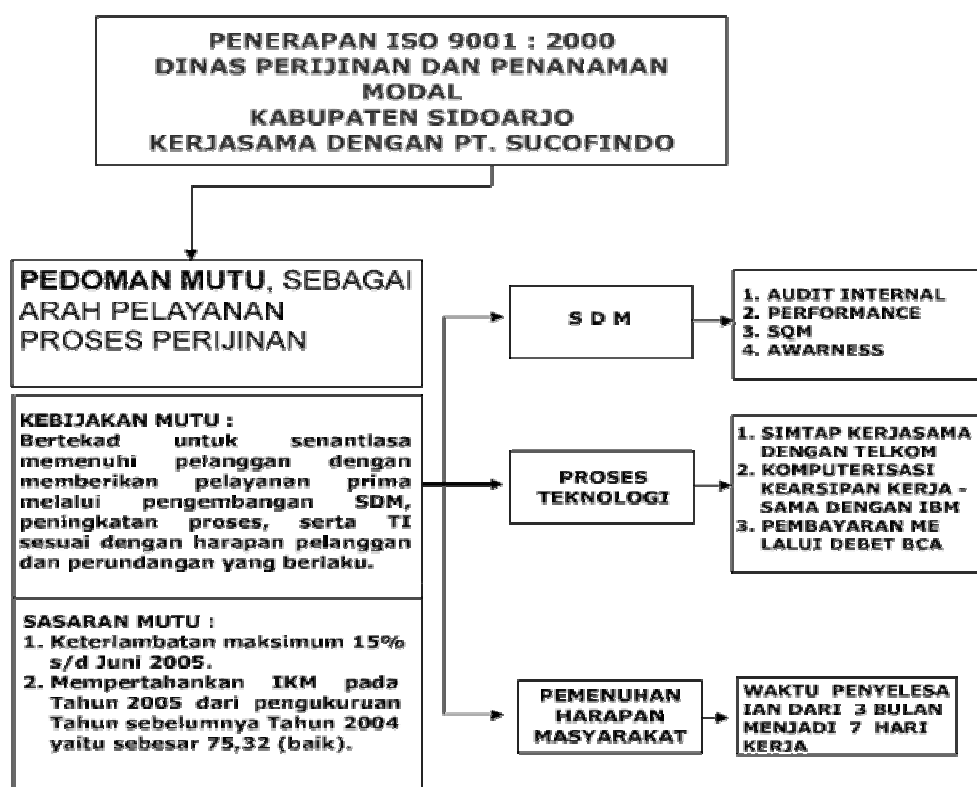 PENERAPAN ISO 9001 : 2000
DINAS PERIJINAN DAN PENANAMAN
MODAL
KABUPATEN SIDOARJO
KERJASAMA DENGAN PT. SUCOFINDO
PEDOMAN MUTU, SEBAGAI
ARAH PELAYANAN
PROSES PERIJINAN
KEBIJAKAN MUTU :
Bertekad untuk senantiasa
memenuhi pelanggan dengan
memberikan pelayanan prima
melalui pengembangan SDM,
peningkatan proses, serta TI
sesuai dengan harapan pelanggan
dan perundangan yang berlaku.
SASARAN MUTU :
1. Keterlambatan maksimum 15%
s/d Juni 2005.
2. Mempertahankan IKM pada
Tahun 2005 dari pengukuruan
Tahun sebelumnya Tahun 2004
yaitu sebesar 75,32 (baik).
S D M
1. AUDIT INTERNAL
2. PERFORMANCE
3. SQM
4. AWARNESS
PROSES
TEKNOLOGI
1. SIMTAP KERJASAMA
DENGAN TELKOM
2. KOMPUTERISASI
KEARSIPAN KERJA -
SAMA DENGAN IBM
3. PEMBAYARAN ME
LALUI DEBET BCA
PEMENUHAN
HARAPAN
MASYARAKAT
WAKTU PENYELESA
IAN DARI 3 BULAN
MENJADI 7 HARI
KERJA